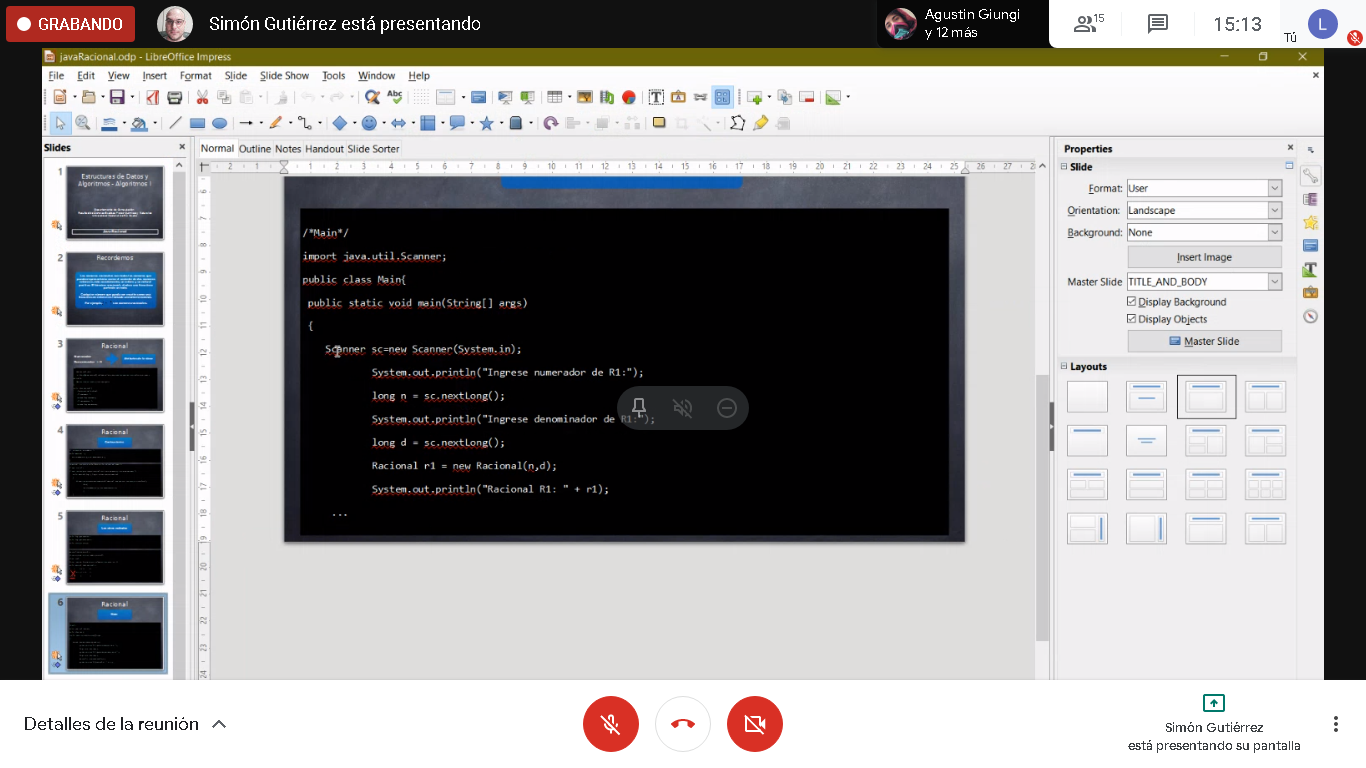 GRABANDO
Simón Gutiérrez está presentando
Agustin Giungi
y 12 más
15
15:13
Tú
L
javaRacional.odp - LibreOffice Impress
File Edit View Insert Format Slide Slide Show Tools Window Help
Slides
Normal Outline Notes Handout Slide Sorter
1
Estructures de Datos y
Algoritmos - Algoritmos I
Java Racional
2
Recordemos
3
Racional
4
Racional
5
Racional
6
Racional
/*Main*/
import java.util.Scanner;
public class Main{
public static void main(String[] args)
{
Scanner sc=new Scanner(System.in);
System.out.println("Ingrese numerador de R1:");
long n = sc.nextLong();
System.out.println("Ingrese denominador de R1:");
long d = sc.nextLong();
Racional r1 = new Racional(n,d);
System.out.println("Racional R1: " + r1);
...
Properties
Slide
Format: User
Orientation: Landscape
Background: None
Insert Image
Master Slide TITLE_AND_BODY
Display Background
Display Objects
Master Slide
Layouts
Detalles de la reunión
Simón Gutiérrez
está presentando su pantalla